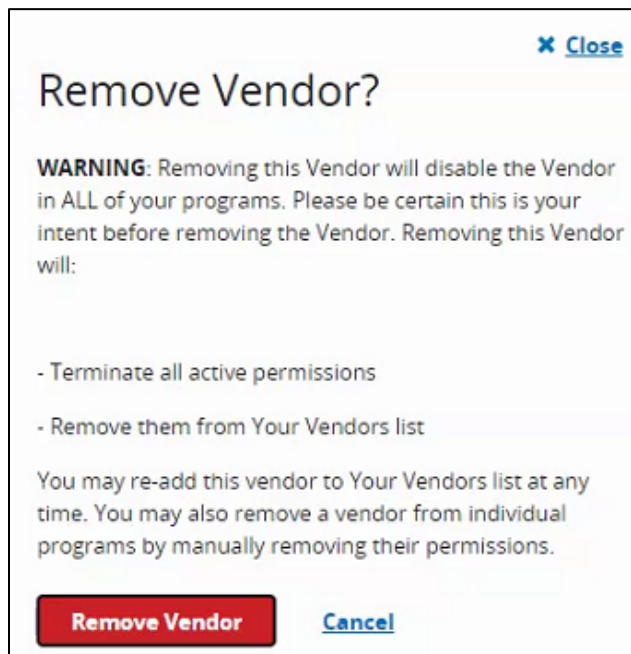 ✖ Close
Remove Vendor?
WARNING: Removing this Vendor will disable the Vendor
in ALL of your programs. Please be certain this is your
intent before removing the Vendor. Removing this Vendor
will:
- Terminate all active permissions
- Remove them from Your Vendors list
You may re-add this vendor to Your Vendors list at any
time. You may also remove a vendor from individual
programs by manually removing their permissions.
Remove Vendor Cancel